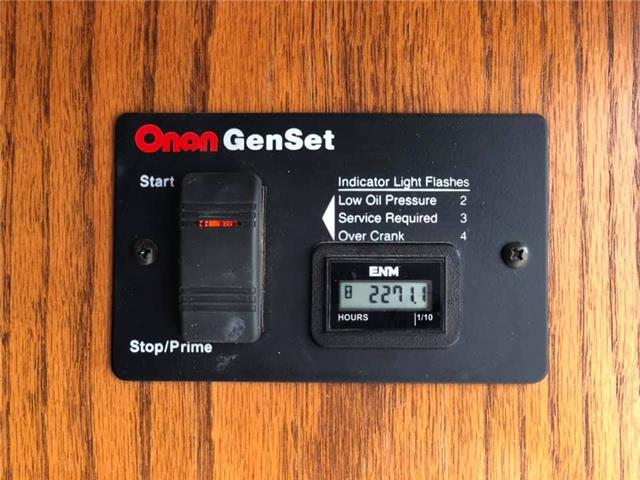 Onan GenSet
Start
Indicator Light Flashes
Low Oil Pressure 2
Service Required 3
Over Crank 4
ENM
2271.1
HOURS 1/10
Stop/Prime